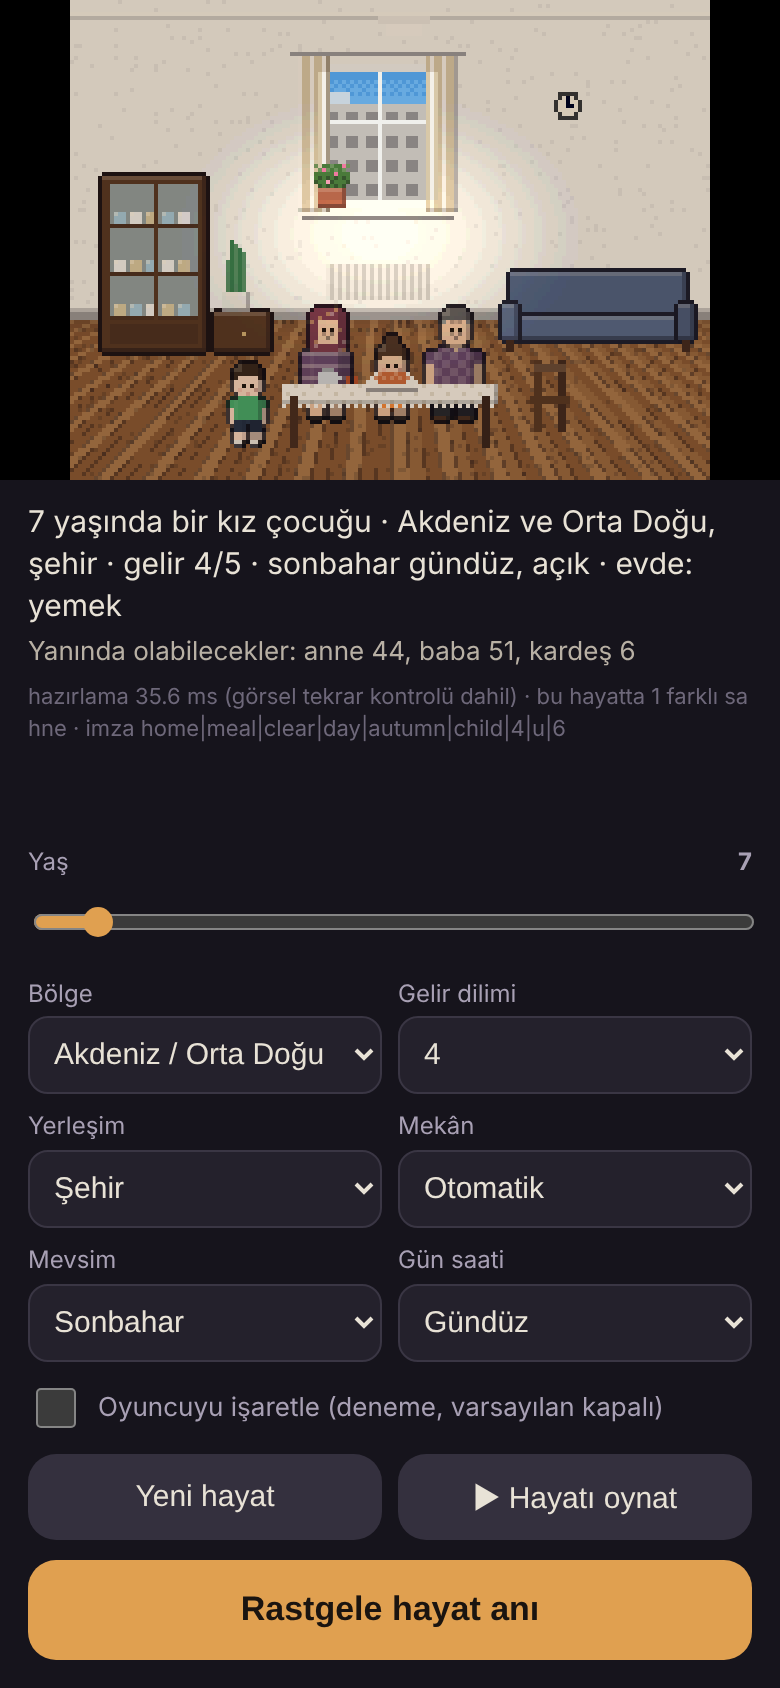 7 yaşında bir kız çocuğu · Akdeniz ve Orta Doğu,
şehir · gelir 4/5 · sonbahar gündüz, açık · evde:
yemek
Yanında olabilecekler: anne 44, baba 51, kardeş 6
hazırlama 35.6 ms (görsel tekrar kontrolü dahil) · bu hayatta 1 farklı sa
hne · imza home|meal|clear|day|autumn|child|4|u|6
Yaş 7
Bölge Gelir dilimi
Akdeniz / Orta Doğu 4
Yerleşim Mekân
Şehir Otomatik
Mevsim Gün saati
Sonbahar Gündüz
Oyuncuyu işaretle (deneme, varsayılan kapalı)
Yeni hayat ▶ Hayatı oynat
Rastgele hayat anı